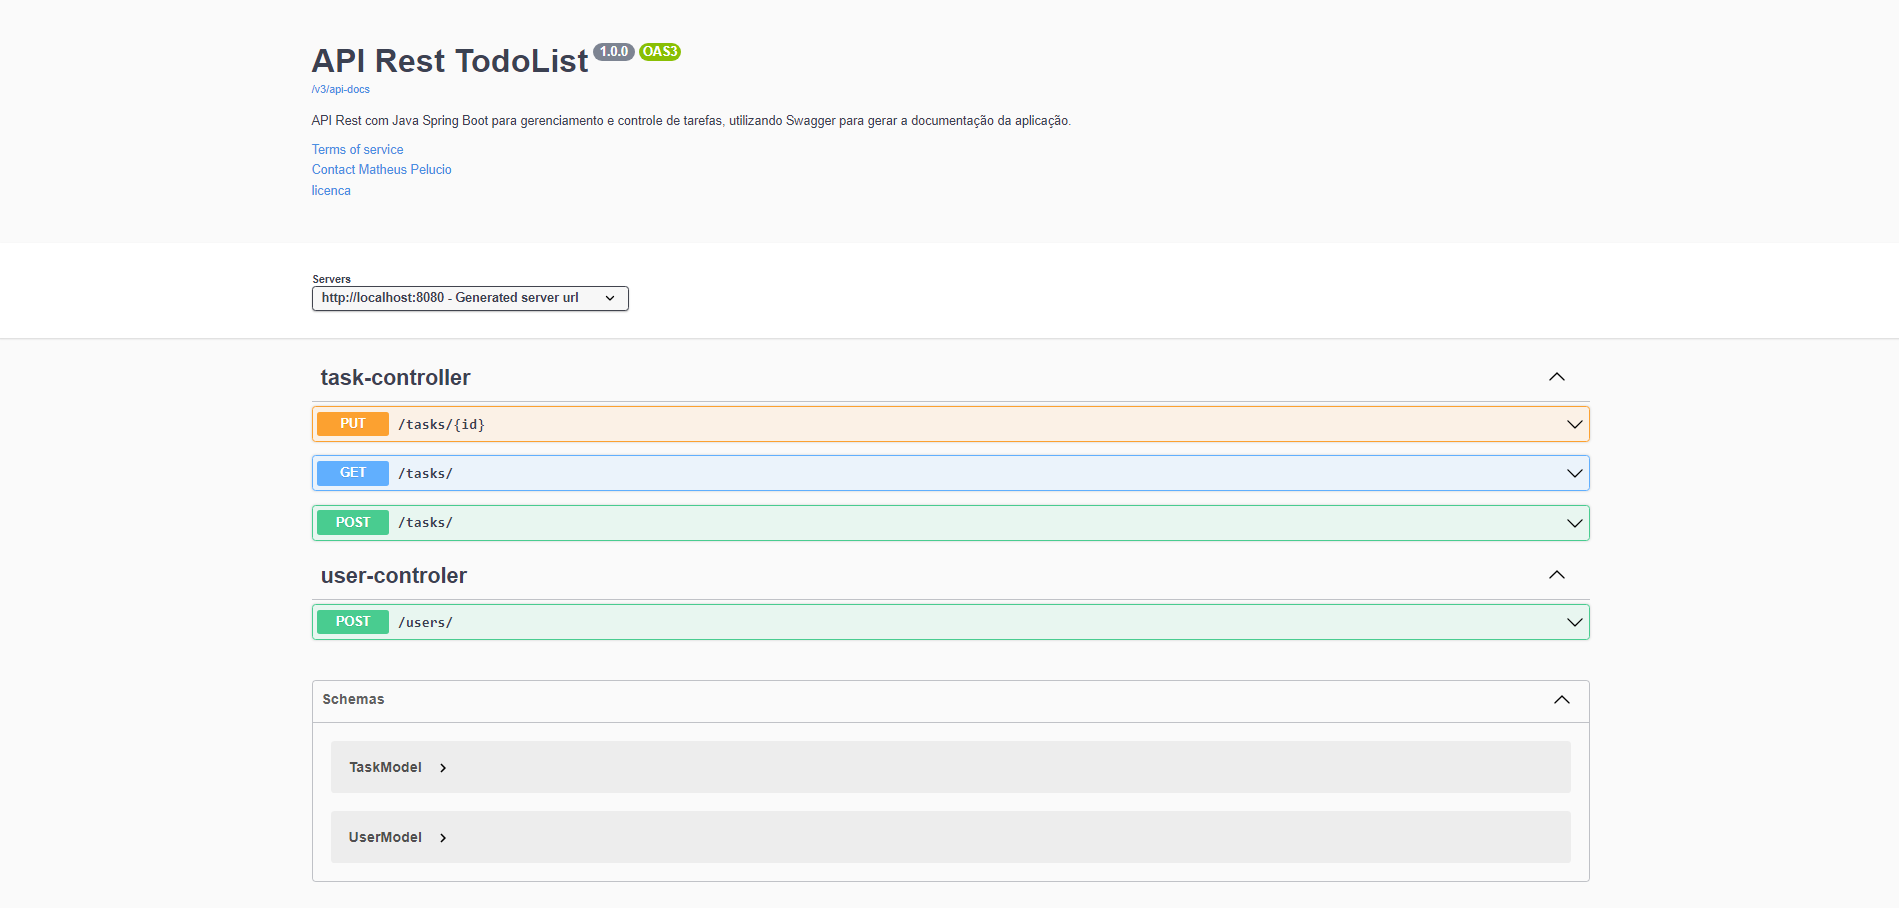 API Rest TodoList 1.0.0 OAS3
/v3/api-docs
API Rest com Java Spring Boot para gerenciamento e controle de tarefas, utilizando Swagger para gerar a documentação da aplicação.
Terms of service
Contact Matheus Pelucio
licenca
Servers
http://localhost:8080 - Generated server url
task-controller
PUT /tasks/{id}
GET /tasks/
POST /tasks/
user-controler
POST /users/
Schemas
TaskModel
UserModel